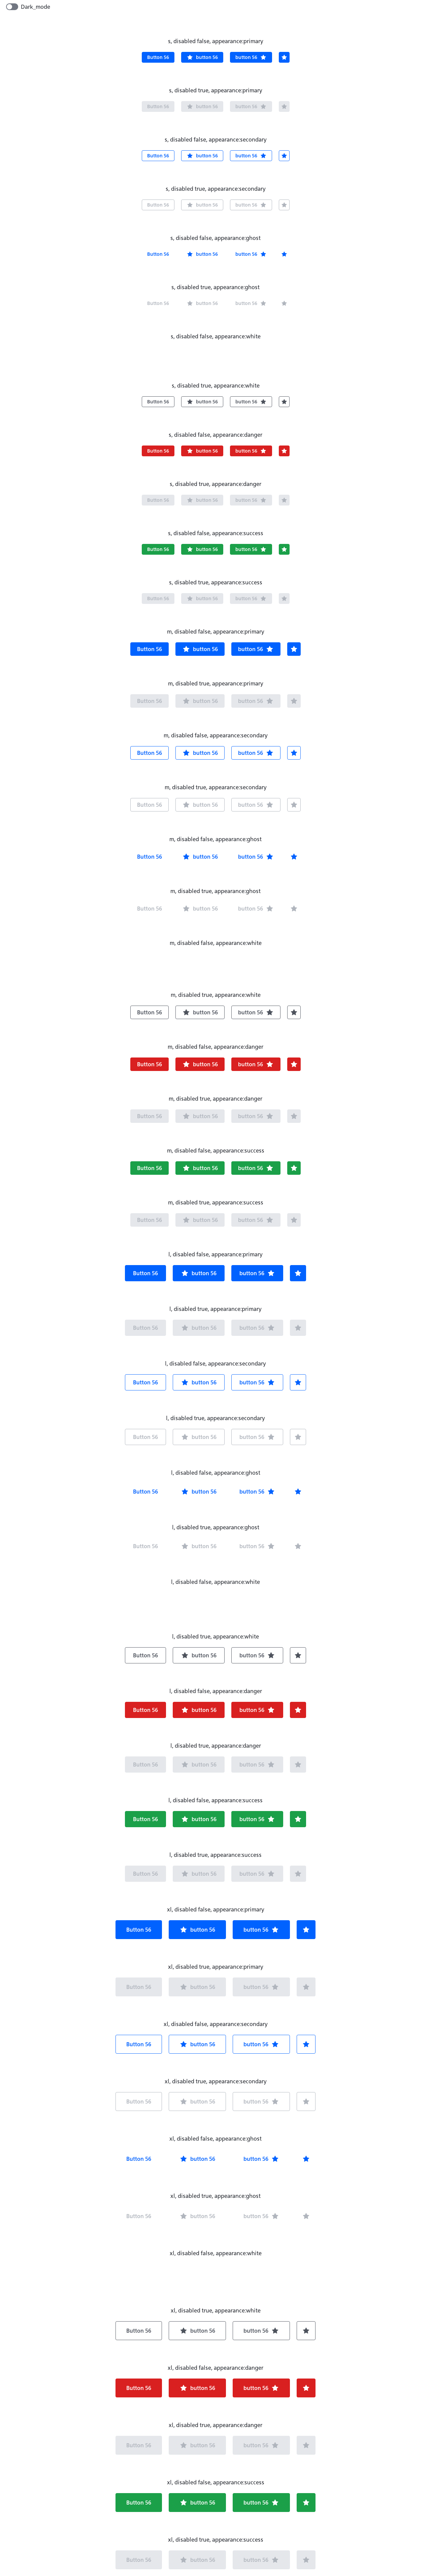 Dark_mode
s, disabled false, appearance:primary
Button 56 button 56 button 56
s, disabled true, appearance:primary
Button 56 button 56 button 56
s, disabled false, appearance:secondary
Button 56 button 56 button 56
s, disabled true, appearance:secondary
Button 56 button 56 button 56
s, disabled false, appearance:ghost
Button 56 button 56 button 56
s, disabled true, appearance:ghost
Button 56 button 56 button 56
s, disabled false, appearance:white
s, disabled true, appearance:white
Button 56 button 56 button 56
s, disabled false, appearance:danger
Button 56 button 56 button 56
s, disabled true, appearance:danger
Button 56 button 56 button 56
s, disabled false, appearance:success
Button 56 button 56 button 56
s, disabled true, appearance:success
Button 56 button 56 button 56
m, disabled false, appearance:primary
Button 56 button 56 button 56
m, disabled true, appearance:primary
Button 56 button 56 button 56
m, disabled false, appearance:secondary
Button 56 button 56 button 56
m, disabled true, appearance:secondary
Button 56 button 56 button 56
m, disabled false, appearance:ghost
Button 56 button 56 button 56
m, disabled true, appearance:ghost
Button 56 button 56 button 56
m, disabled false, appearance:white
m, disabled true, appearance:white
Button 56 button 56 button 56
m, disabled false, appearance:danger
Button 56 button 56 button 56
m, disabled true, appearance:danger
Button 56 button 56 button 56
m, disabled false, appearance:success
Button 56 button 56 button 56
m, disabled true, appearance:success
Button 56 button 56 button 56
l, disabled false, appearance:primary
Button 56 button 56 button 56
l, disabled true, appearance:primary
Button 56 button 56 button 56
l, disabled false, appearance:secondary
Button 56 button 56 button 56
l, disabled true, appearance:secondary
Button 56 button 56 button 56
l, disabled false, appearance:ghost
Button 56 button 56 button 56
l, disabled true, appearance:ghost
Button 56 button 56 button 56
l, disabled false, appearance:white
l, disabled true, appearance:white
Button 56 button 56 button 56
l, disabled false, appearance:danger
Button 56 button 56 button 56
l, disabled true, appearance:danger
Button 56 button 56 button 56
l, disabled false, appearance:success
Button 56 button 56 button 56
l, disabled true, appearance:success
Button 56 button 56 button 56
xl, disabled false, appearance:primary
Button 56 button 56 button 56
xl, disabled true, appearance:primary
Button 56 button 56 button 56
xl, disabled false, appearance:secondary
Button 56 button 56 button 56
xl, disabled true, appearance:secondary
Button 56 button 56 button 56
xl, disabled false, appearance:ghost
Button 56 button 56 button 56
xl, disabled true, appearance:ghost
Button 56 button 56 button 56
xl, disabled false, appearance:white
xl, disabled true, appearance:white
Button 56 button 56 button 56
xl, disabled false, appearance:danger
Button 56 button 56 button 56
xl, disabled true, appearance:danger
Button 56 button 56 button 56
xl, disabled false, appearance:success
Button 56 button 56 button 56
xl, disabled true, appearance:success
Button 56 button 56 button 56